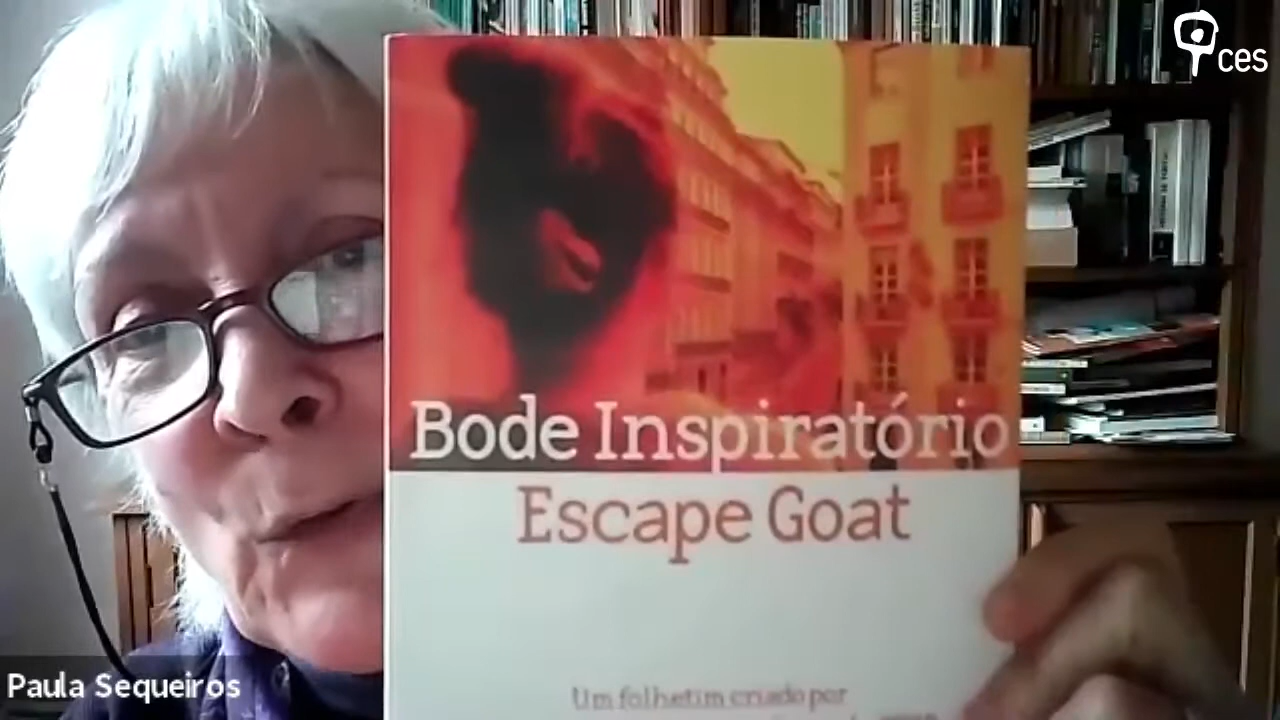 ces
Bode Inspiratório
Escape Goat
Um folhetim criado por
Paula Sequeiros